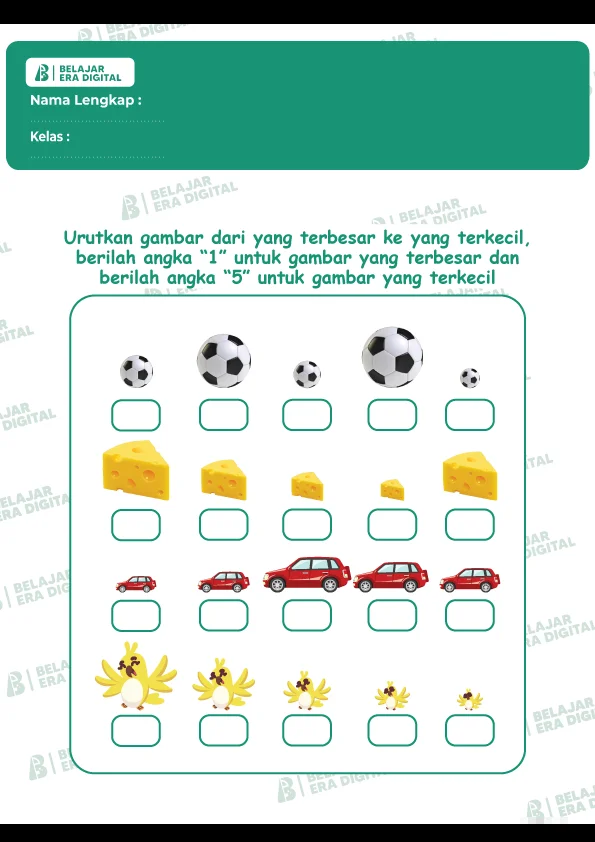 BELAJAR
ERA DIGITAL
Nama Lengkap :
Kelas :
Urutkan gambar dari yang terbesar ke yang terkecil,
berilah angka “1” untuk gambar yang terbesar dan
berilah angka “5” untuk gambar yang terkecil